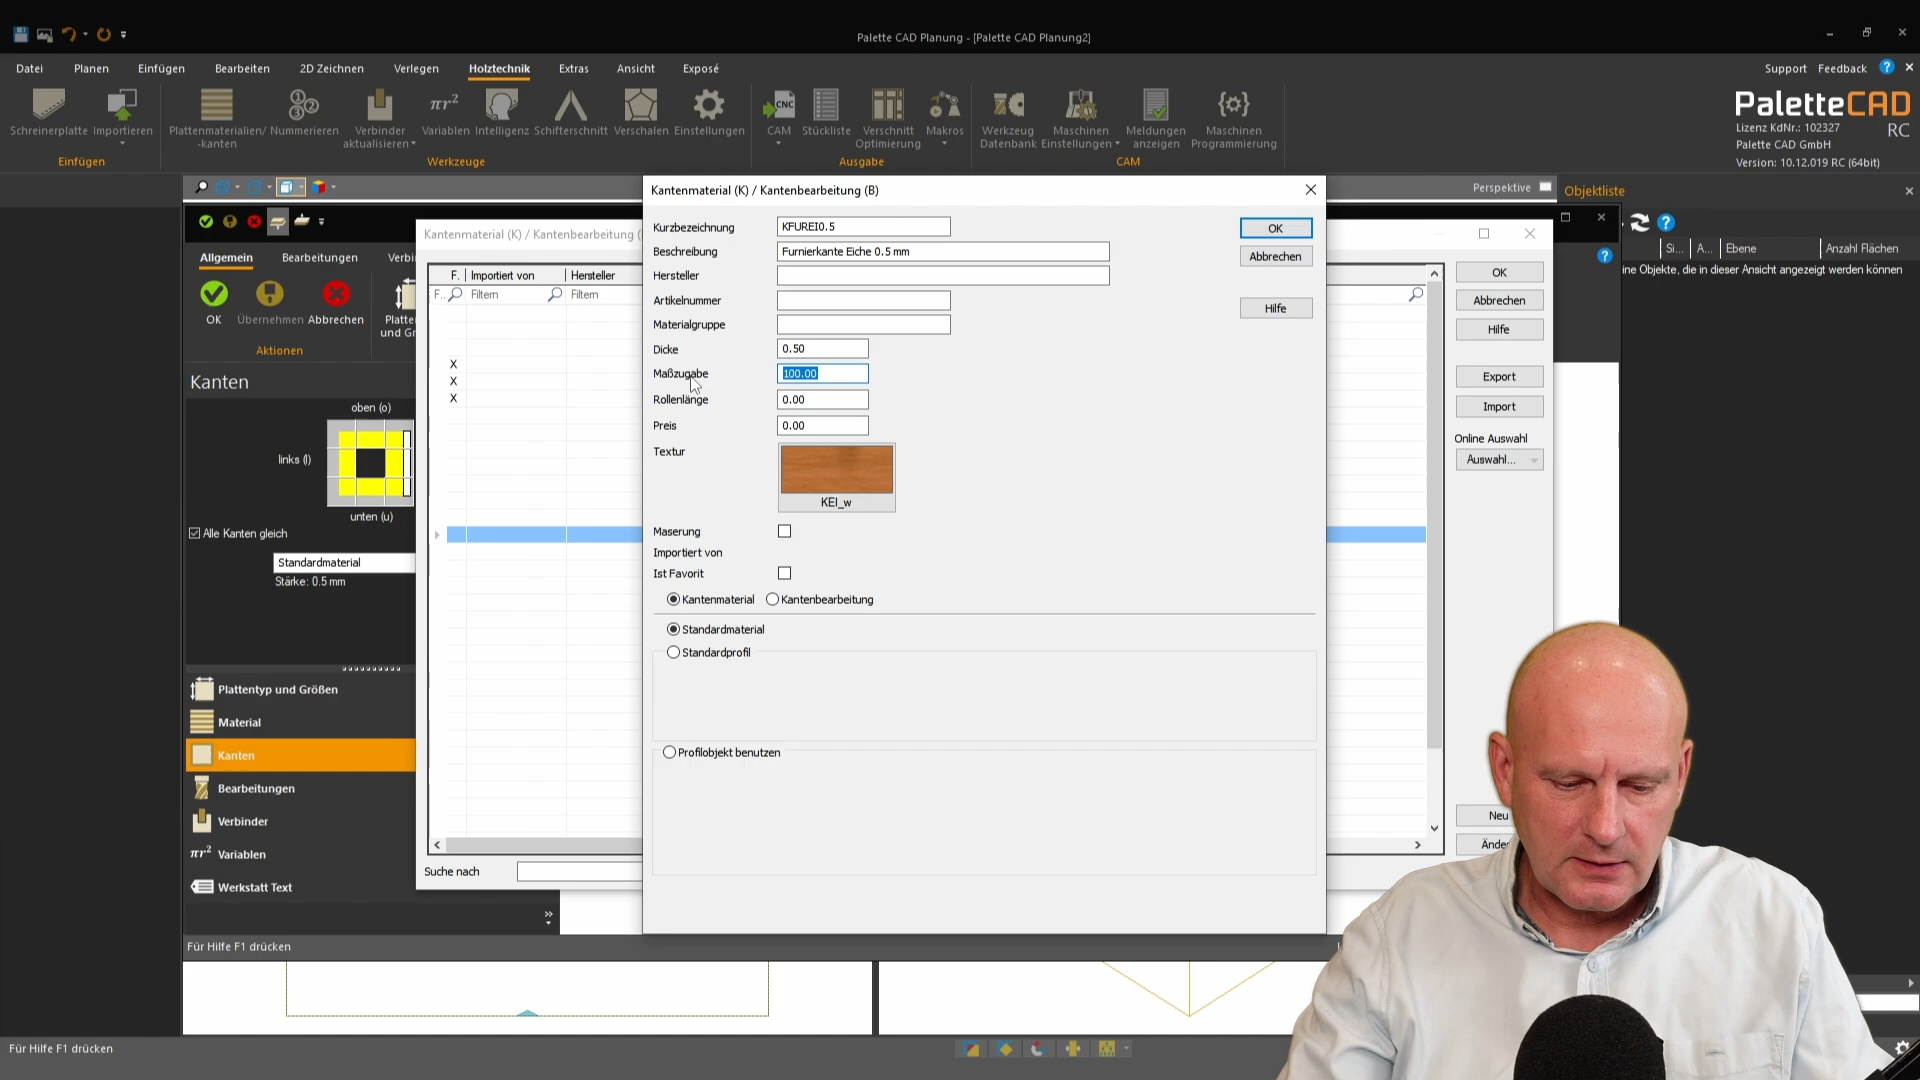 Palette CAD Planung - [Palette CAD Planung2]
Datei Planen Einfügen Bearbeiten 2D Zeichnen Verlegen Holztechnik Extras Ansicht Exposé
Support Feedback
PaletteCAD
RC
Lizenz KdNr.: 102327
Palette CAD GmbH
Version: 10.12.019 RC (64bit)
Schreinerplatte Importieren
Plattenmaterialien/
-kanten
Nummerieren
Verbinder
aktualisieren
Variablen Intelligenz Schifterschnitt Verschalen Einstellungen
CNC
CAM
Stückliste
Verschnitt
Optimierung
Makros
Werkzeug
Datenbank
Maschinen
Einstellungen
Meldungen
anzeigen
Maschinen
Programmierung
Einfügen
Werkzeuge
Ausgabe
CAM
Perspektive
Objektliste
Si... A... Ebene Anzahl Flächen
ine Objekte, die in dieser Ansicht angezeigt werden können
Allgemein Bearbeitungen Verbi
OK Übernehmen Abbrechen
Platte
und Gr
Aktionen
Kanten
oben (o)
links (l)
unten (u)
Alle Kanten gleich
Standardmaterial
Stärke: 0.5 mm
Plattentyp und Größen
Material
Kanten
Bearbeitungen
Verbinder
πr² Variablen
Werkstatt Text
Für Hilfe F1 drücken
Kantenmaterial (K) / Kantenbearbeitung (
F. Importiert von Hersteller
F.. Filtern Filtern
X
X
X
Suche nach
OK
Abbrechen
Hilfe
Export
Import
Online Auswahl
Auswahl...
Neu
Änder
Kantenmaterial (K) / Kantenbearbeitung (B)
Kurzbezeichnung KFUREI0.5
Beschreibung Furnierkante Eiche 0.5 mm
Hersteller
Artikelnummer
Materialgruppe
Dicke 0.50
Maßzugabe 100.00
Rollenlänge 0.00
Preis 0.00
Textur
KEI_w
Maserung
Importiert von
Ist Favorit
Kantenmaterial Kantenbearbeitung
Standardmaterial
Standardprofil
Profilobjekt benutzen
OK
Abbrechen
Hilfe
Für Hilfe F1 drücken